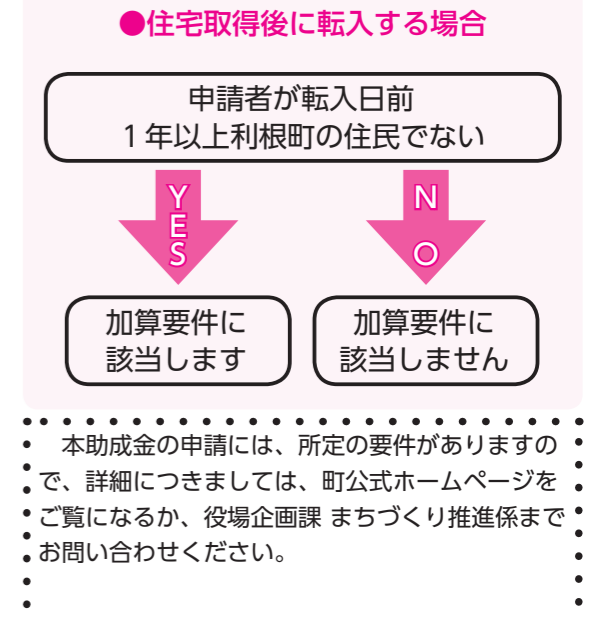 ●住宅取得後に転入する場合
申請者が転入日前
1年以上利根町の住民でない
YES
NO
加算要件に
該当します
加算要件に
該当しません
本助成金の申請には、所定の要件がありますの
で、詳細につきましては、町公式ホームページを
ご覧になるか、役場企画課 まちづくり推進係まで
お問い合わせください。